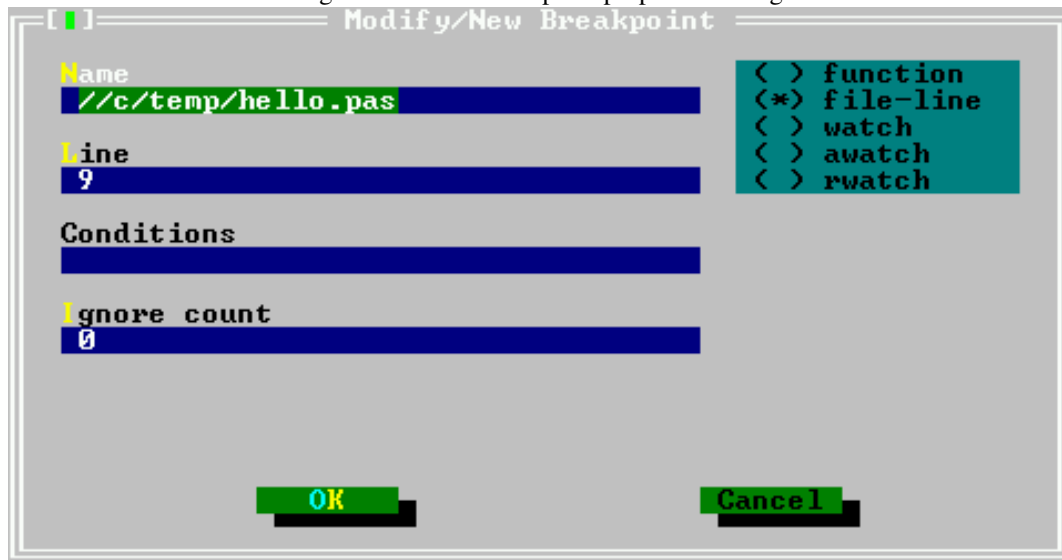 [ ] Modify/New Breakpoint
Name
//c/temp/hello.pas
Line
9
Conditions
Ignore count
0
( ) function
(*) file-line
( ) watch
( ) awatch
( ) rwatch
OK
Cancel